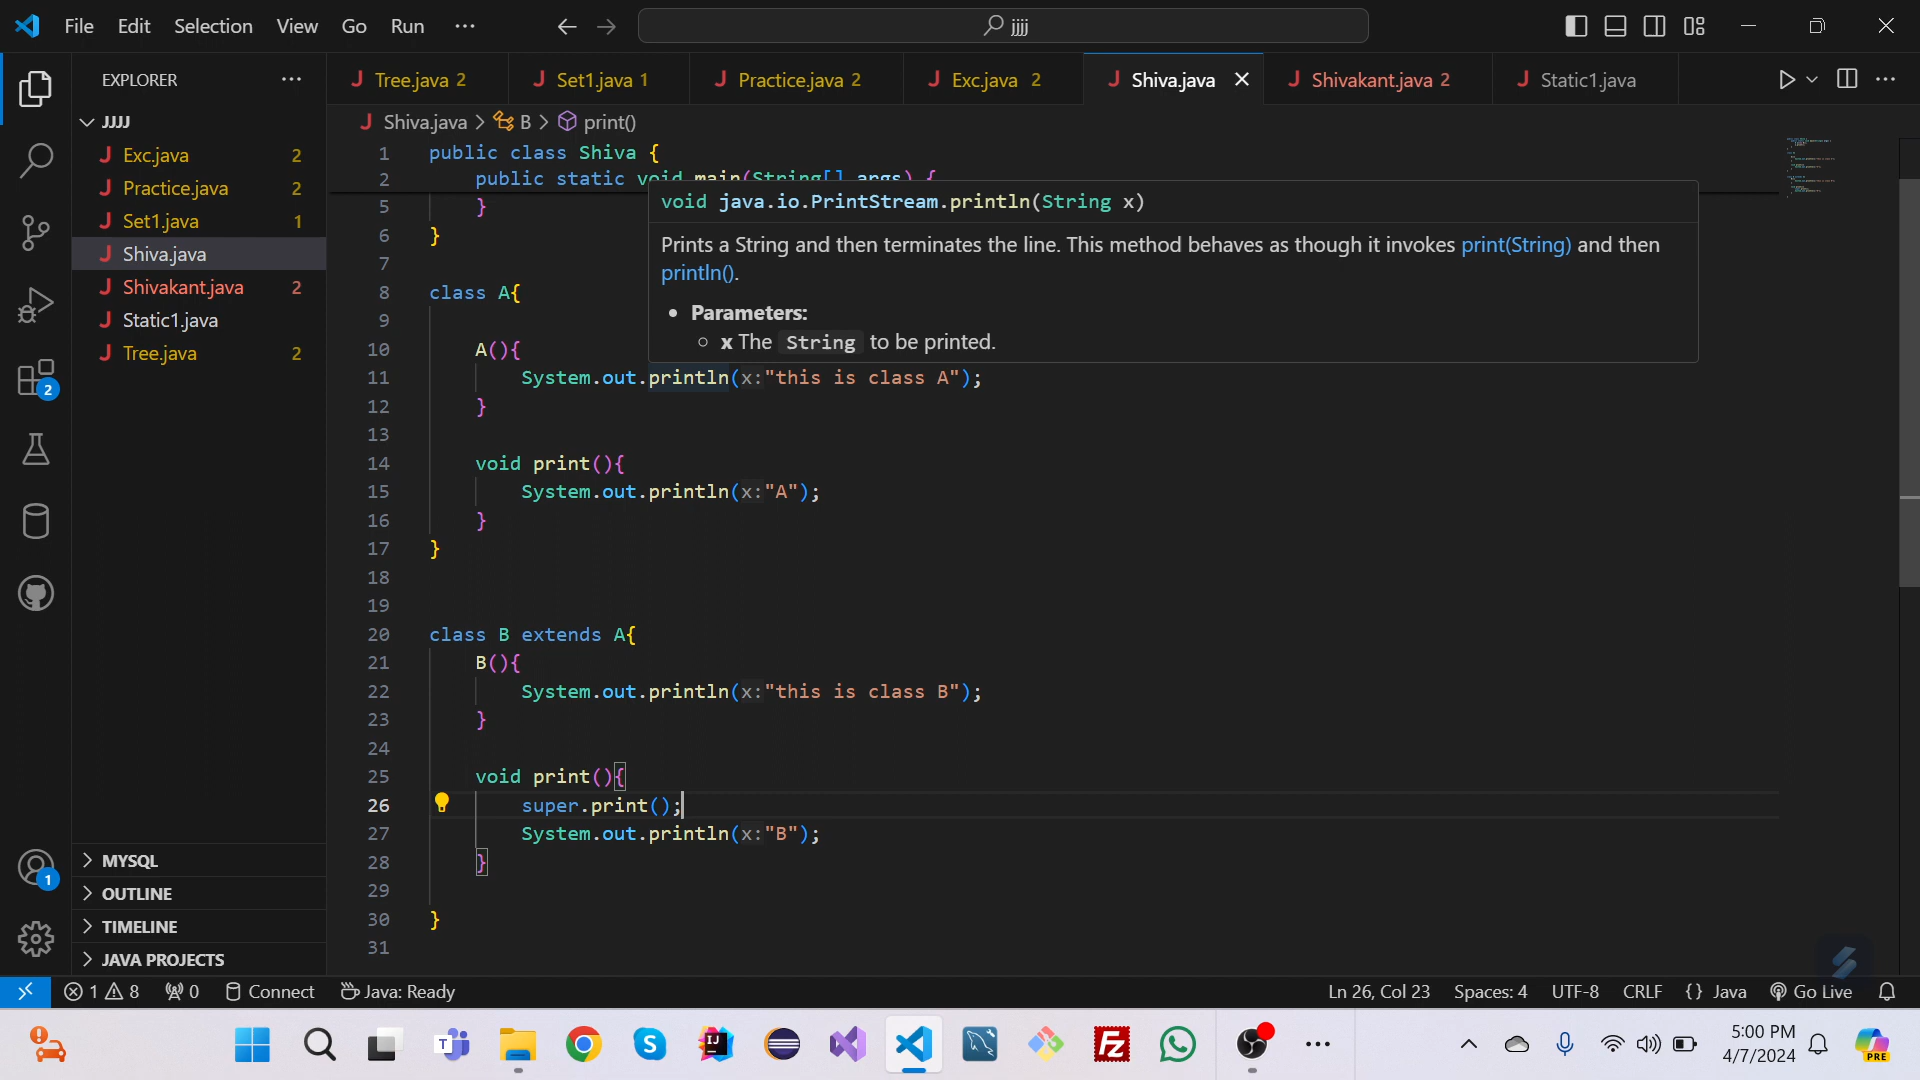 File Edit Selection View Go Run ··· jjjj
EXPLORER ···
Tree.java 2 Set1.java 1 Practice.java 2 Exc.java 2 Shiva.java Shivakant.java 2 Static1.java
JJJJ
Exc.java 2
Practice.java 2
Set1.java 1
Shiva.java
Shivakant.java 2
Static1.java
Tree.java 2
MYSQL
OUTLINE
TIMELINE
JAVA PROJECTS
2
1
Shiva.java > B > print()
1 public class Shiva {
2 public static void main(String[] args) {
5 }
6 }
7
8 class A{
9
10 A(){
11 System.out.println(x:"this is class A");
12 }
13
14 void print(){
15 System.out.println(x:"A");
16 }
17 }
18
19
20 class B extends A{
21 B(){
22 System.out.println(x:"this is class B");
23 }
24
25 void print(){
26 super.print();
27 System.out.println(x:"B");
28 }
29
30 }
31
void java.io.PrintStream.println(String x)
Prints a String and then terminates the line. This method behaves as though it invokes print(String) and then
println().
• Parameters:
○ x The String to be printed.
1 8 0 Connect Java: Ready Ln 26, Col 23 Spaces: 4 UTF-8 CRLF {} Java Go Live
5:00 PM
4/7/2024
PRE